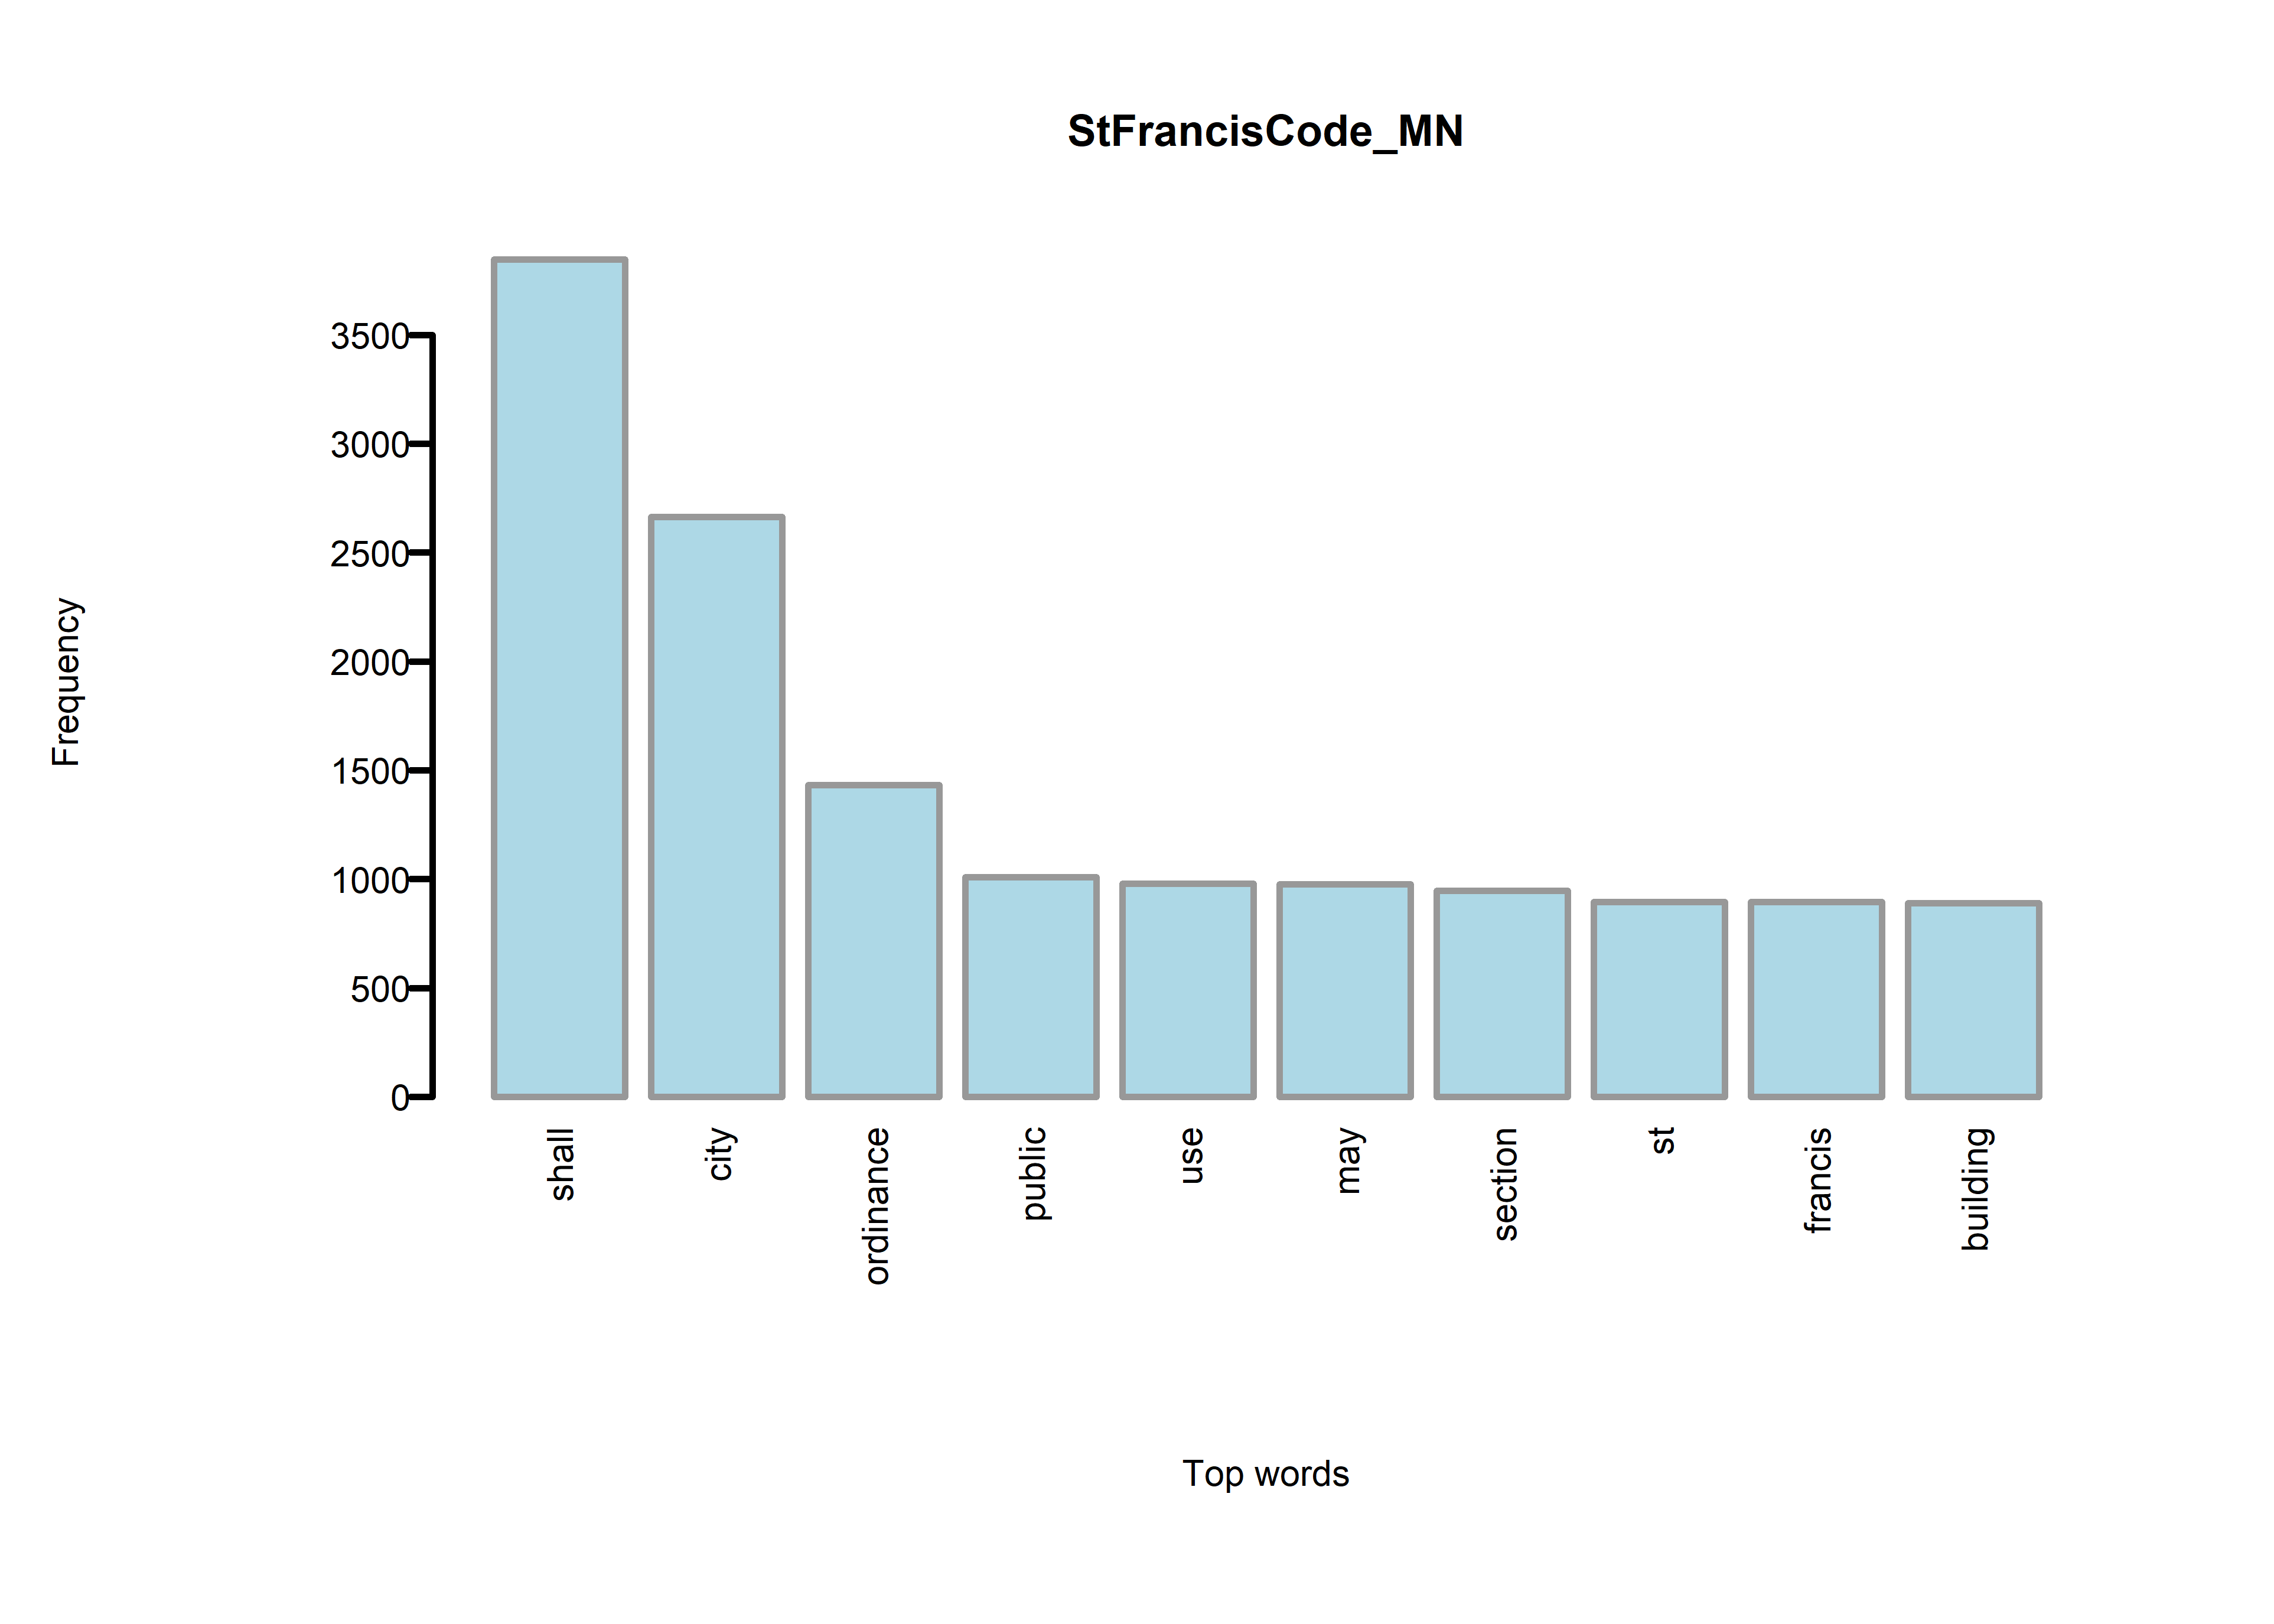 StFrancisCode_MN
Frequency
3500
3000
2500
2000
1500
1000
500
0
shall
city
ordinance
public
use
may
section
st
francis
building
Top words